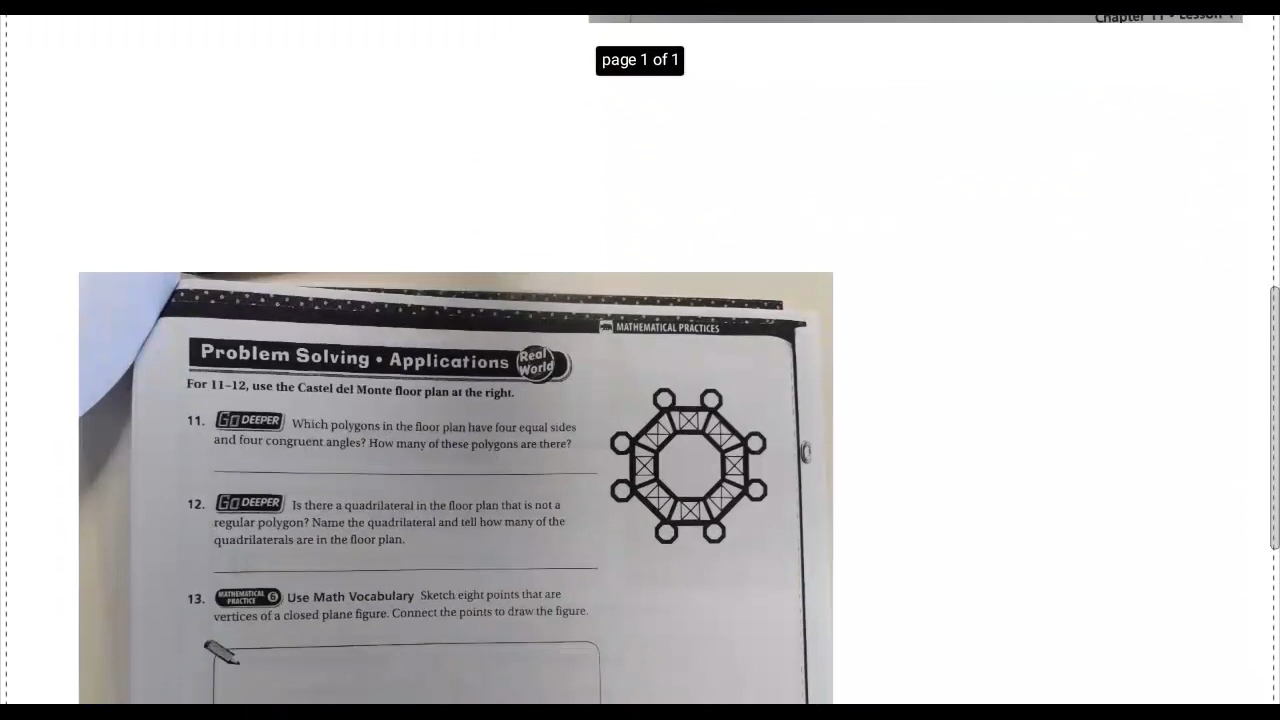 Chapter 11 • Lesson 1
page 1 of 1
MATHEMATICAL PRACTICES
Problem Solving • Applications Real World
For 11–12, use the Castel del Monte floor plan at the right.
11. Go DEEPER Which polygons in the floor plan have four equal sides
and four congruent angles? How many of these polygons are there?
12. Go DEEPER Is there a quadrilateral in the floor plan that is not a
regular polygon? Name the quadrilateral and tell how many of the
quadrilaterals are in the floor plan.
13. MATHEMATICAL PRACTICE 6 Use Math Vocabulary Sketch eight points that are
vertices of a closed plane figure. Connect the points to draw the figure.